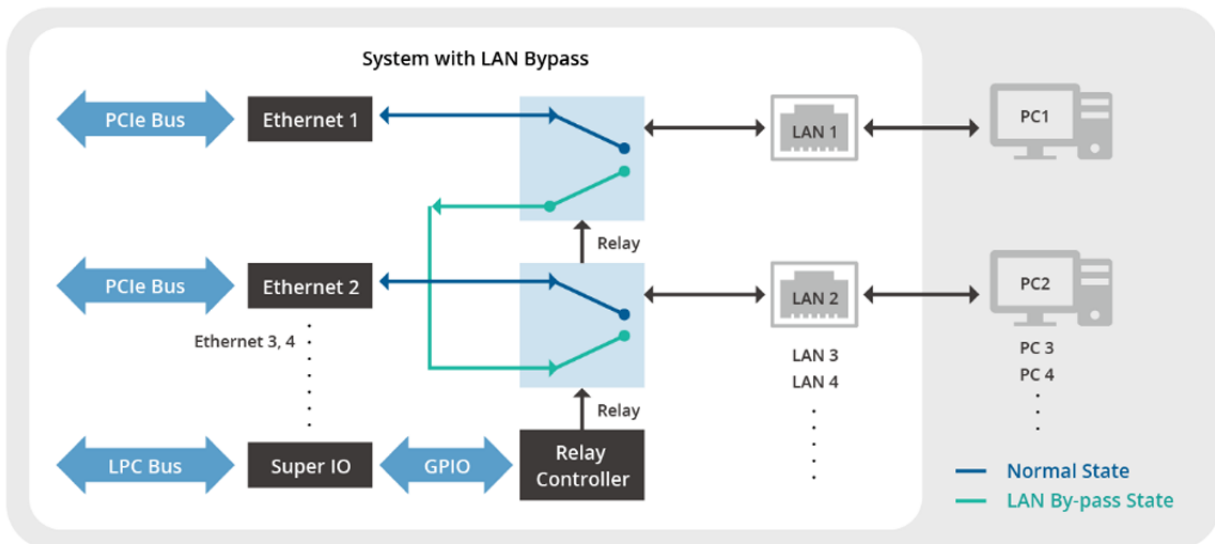 System with LAN Bypass
PCIe Bus
Ethernet 1
LAN 1
PC1
Relay
PCIe Bus
Ethernet 2
LAN 2
PC2
Ethernet 3, 4
LAN 3
LAN 4
PC 3
PC 4
Relay
LPC Bus
Super IO
GPIO
Relay
Controller
Normal State
LAN By-pass State